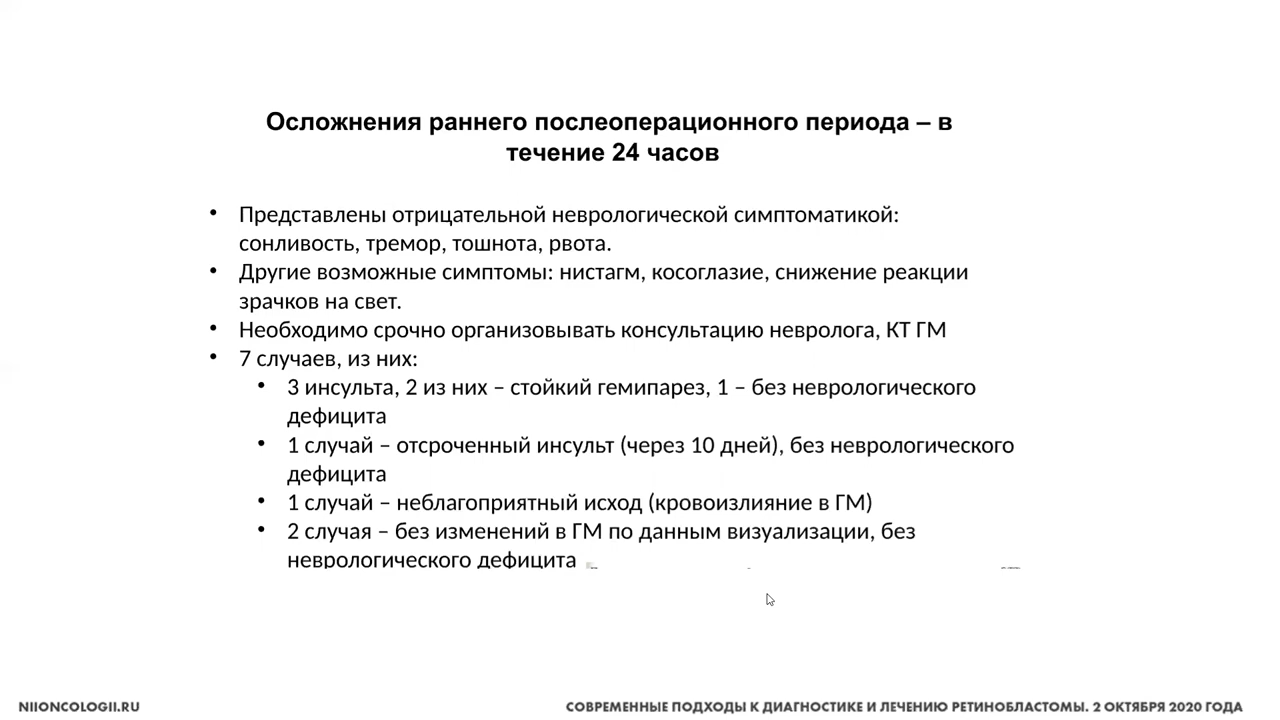 Осложнения раннего послеоперационного периода – в
течение 24 часов
• Представлены отрицательной неврологической симптоматикой:
сонливость, тремор, тошнота, рвота.
• Другие возможные симптомы: нистагм, косоглазие, снижение реакции
зрачков на свет.
• Необходимо срочно организовывать консультацию невролога, КТ ГМ
• 7 случаев, из них:
• 3 инсульта, 2 из них – стойкий гемипарез, 1 – без неврологического
дефицита
• 1 случай – отсроченный инсульт (через 10 дней), без неврологического
дефицита
• 1 случай – неблагоприятный исход (кровоизлияние в ГМ)
• 2 случая – без изменений в ГМ по данным визуализации, без
неврологического дефицита
NIIONCOLOGII.RU
СОВРЕМЕННЫЕ ПОДХОДЫ К ДИАГНОСТИКЕ И ЛЕЧЕНИЮ РЕТИНОБЛАСТОМЫ. 2 ОКТЯБРЯ 2020 ГОДА